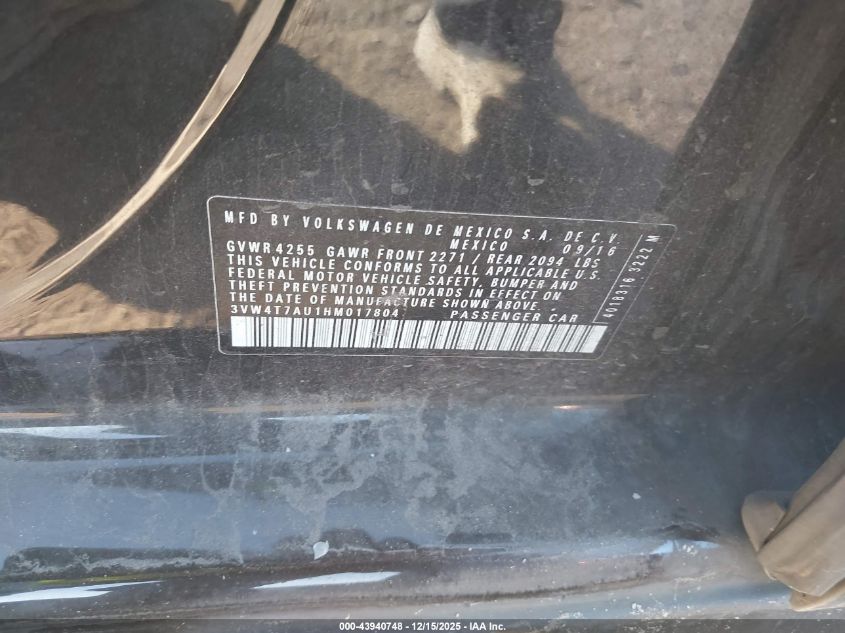 MFD BY VOLKSWAGEN DE MEXICO S.A. DE C.V.
MEXICO 09/16
GVWR 4255 GAWR FRONT 2271 / REAR 2094 LBS
THIS VEHICLE CONFORMS TO ALL APPLICABLE U.S.
FEDERAL MOTOR VEHICLE SAFETY, BUMPER AND
THEFT PREVENTION STANDARDS IN EFFECT ON
THE DATE OF MANUFACTURE SHOWN ABOVE.
3VW4T7AU1HM017804 PASSENGER CAR
4018316 3222 M
000-43940748 - 12/15/2025 - IAA Inc.